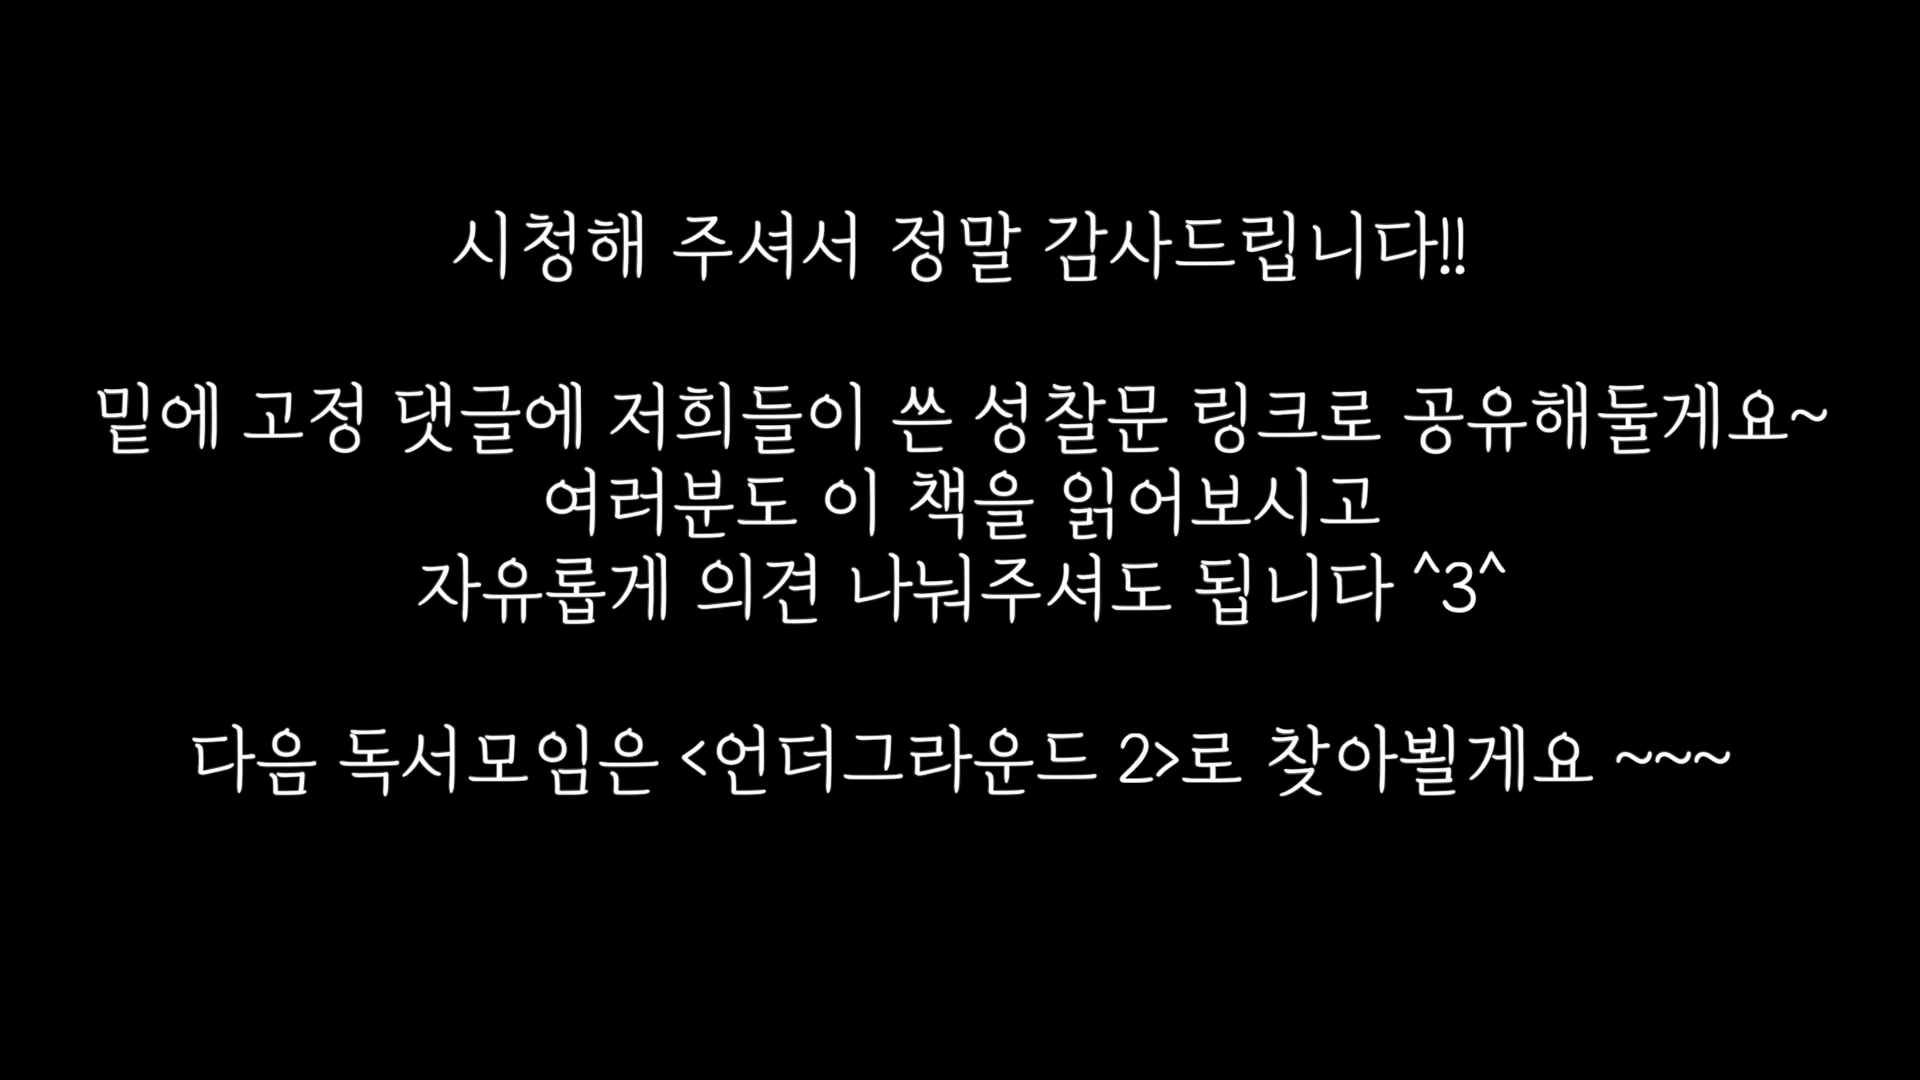 시청해 주셔서 정말 감사드립니다!!
밑에 고정 댓글에 저희들이 쓴 성찰문 링크로 공유해둘게요~
여러분도 이 책을 읽어보시고
자유롭게 의견 나눠주셔도 됩니다 ^3^
다음 독서모임은 <언더그라운드 2>로 찾아뵐게요 ~~~